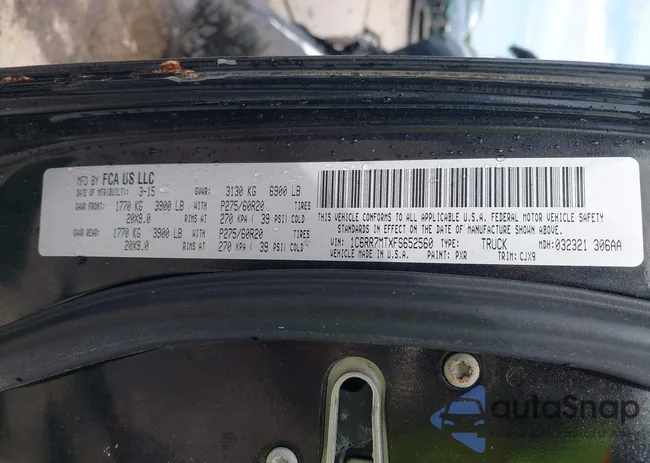 MFD BY FCA US LLC
DATE OF MFR(BUILT): 3-15 GVWR: 3130 KG 6900 LB
GAWR FRONT: 1770 KG 3900 LB WITH P275/60R20 TIRES
20X9.0 RIMS AT 270 KPA ( 39 PSI) COLD
GAWR REAR: 1770 KG 3900 LB WITH P275/60R20 TIRES
20X9.0 RIMS AT 270 KPA ( 39 PSI) COLD
THIS VEHICLE CONFORMS TO ALL APPLICABLE U.S.A. FEDERAL MOTOR VEHICLE SAFETY
STANDARDS IN EFFECT ON THE DATE OF MANUFACTURE SHOWN ABOVE.
VIN: 1C6RR7MTXFS652560 TYPE: TRUCK MDH: 032321 306AA
VEHICLE MADE IN U.S.A. PAINT: PXR TRIM: CJX9
autaSnap